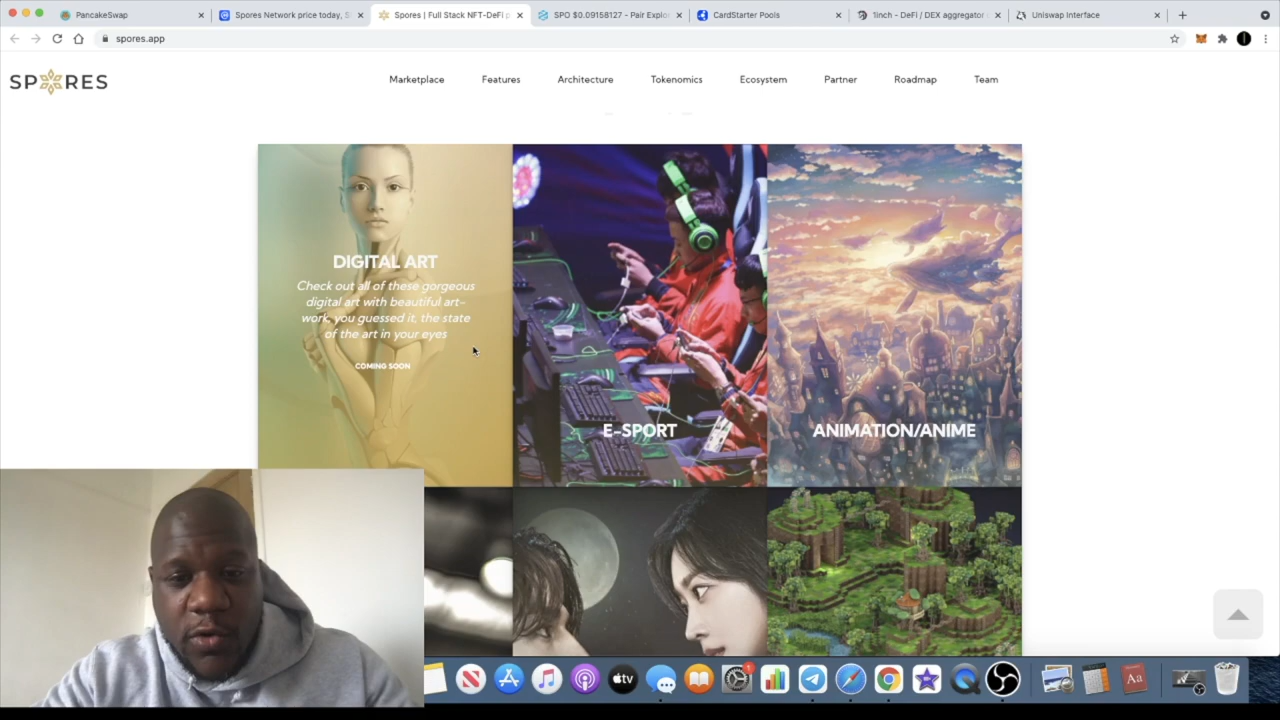 PancakeSwap
Spores Network price today, S
Spores | Full Stack NFT-DeFi p
SPO $0.09158127 - Pair Explo
CardStarter Pools
1inch - DeFi / DEX aggregator
Uniswap Interface
spores.app
SPORES
Marketplace
Features
Architecture
Tokenomics
Ecosystem
Partner
Roadmap
Team
DIGITAL ART
Check out all of these gorgeous
digital art with beautiful art-
work, you guessed it, the state
of the art in your eyes
COMING SOON
E-SPORT
ANIMATION/ANIME
tv
1
Aa